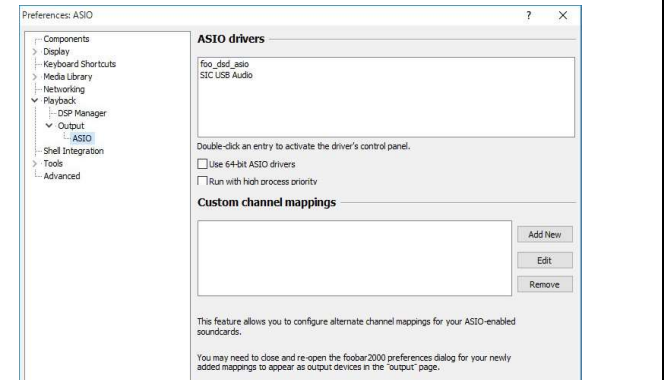 Preferences: ASIO
Components
Display
Keyboard Shortcuts
Media Library
Networking
Playback
DSP Manager
Output
ASIO
Shell Integration
Tools
Advanced
ASIO drivers
foo_dsd_asio
SIC USB Audio
Double-click an entry to activate the driver's control panel.
Use 64-bit ASIO drivers
Run with high process priority
Custom channel mappings
Add New
Edit
Remove
This feature allows you to configure alternate channel mappings for your ASIO-enabled
soundcards.
You may need to close and re-open the foobar2000 preferences dialog for your newly
added mappings to appear as output devices in the "output" page.